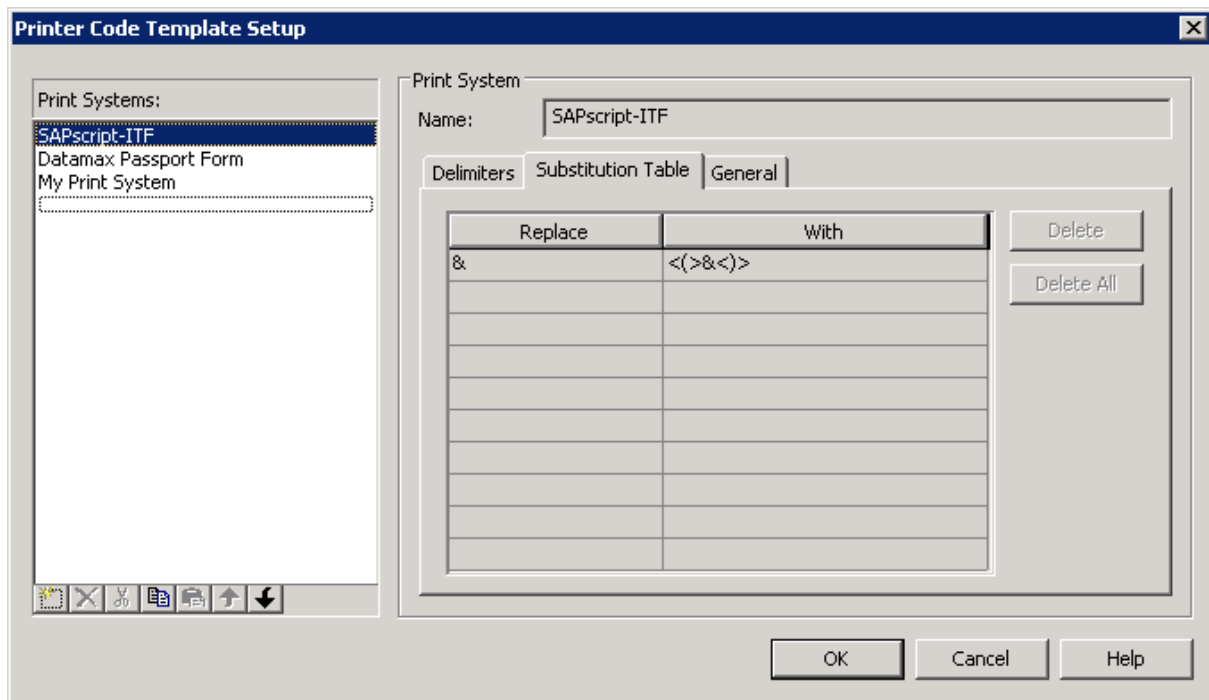 Printer Code Template Setup
Print Systems:
SAPscript-ITF
Datamax Passport Form
My Print System
Print System
Name: SAPscript-ITF
Delimiters Substitution Table General
Replace With
& <(>&<)>
Delete
Delete All
OK Cancel Help